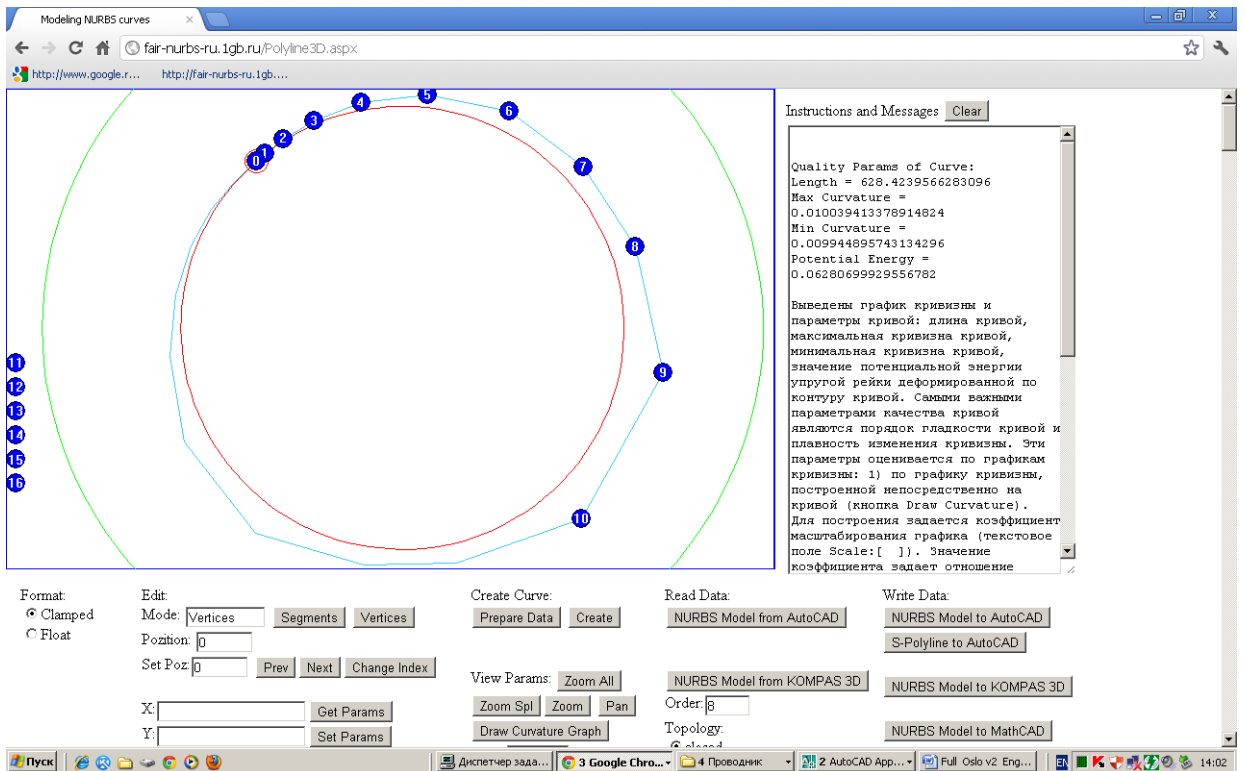 Modeling NURBS curves
fair-nurbs-ru.1gb.ru/Polyline3D.aspx
http://www.google.r... http://fair-nurbs-ru.1gb....
0
1
2
3
4
5
6
7
8
9
10
11
12
13
14
15
16
Instructions and Messages Clear
Quality Params of Curve:
Length = 628.4239566283096
Max Curvature =
0.010039413378914824
Min Curvature =
0.009944895743134296
Potential Energy =
0.06280699929556782
Выведены график кривизны и
параметры кривой: длина кривой,
максимальная кривизна кривой,
минимальная кривизна кривой,
значение потенциальной энергии
упругой рейки деформированной по
контуру кривой. Самыми важными
параметрами качества кривой
являются порядок гладкости кривой и
плавность изменения кривизны. Эти
параметры оценивается по графикам
кривизны: 1) по графику кривизны,
построенной непосредственно на
кривой (кнопка Draw Curvature).
Для построения задается коэффициент
масштабирования графика (текстовое
поле Scale:[ ]). Значение
коэффициента задает отношение
Format:
Clamped
Float
Edit:
Mode: Vertices Segments Vertices
Pozition: 0
Set Poz: 0 Prev Next Change Index
X: Get Params
Y: Set Params
Create Curve:
Prepare Data Create
View Params: Zoom All
Zoom Spl Zoom Pan
Draw Curvature Graph
Read Data:
NURBS Model from AutoCAD
NURBS Model from KOMPAS 3D
Order: 8
Topology:
closed
Write Data:
NURBS Model to AutoCAD
S-Polyline to AutoCAD
NURBS Model to KOMPAS 3D
NURBS Model to MathCAD
Пуск Диспетчер зада... 3 Google Chro... 4 Проводник 2 AutoCAD App... Full Oslo v2 Eng... EN 14:02